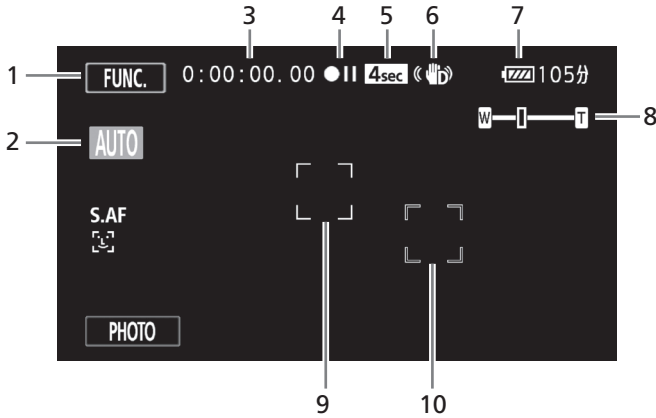 3 4 5 6 7
1 FUNC. 0:00:00.00 4sec D 105分
W T 8
2 AUTO
S.AF
PHOTO
9 10